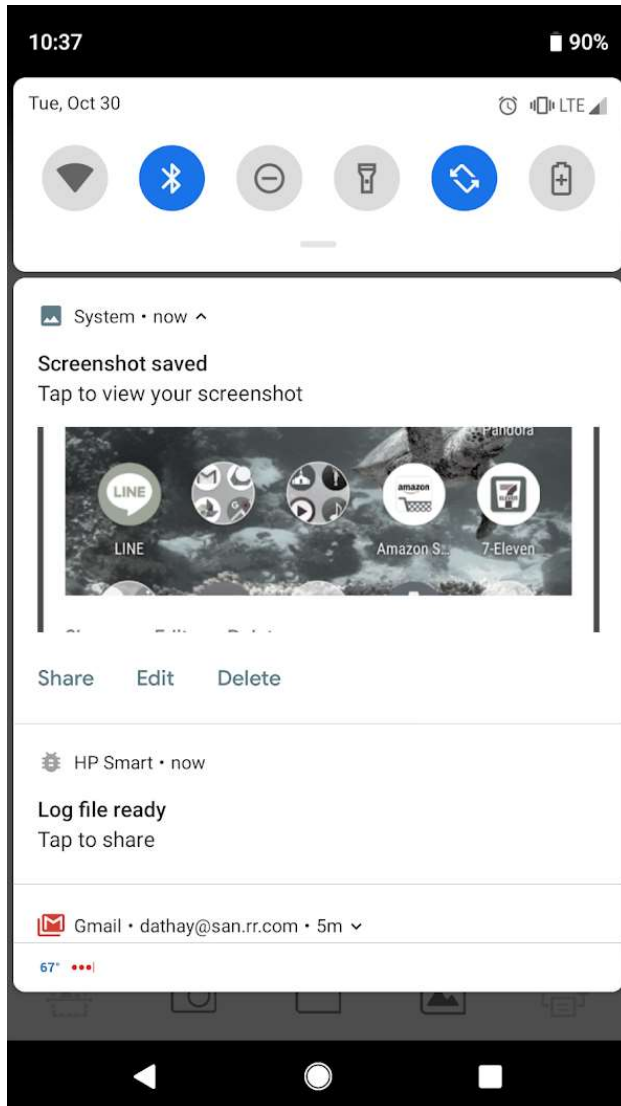 10:37 90%
Tue, Oct 30 LTE
System • now
Screenshot saved
Tap to view your screenshot
Pandora
LINE amazon 7 ELEVEN
LINE Amazon S... 7-Eleven
Share Edit Delete
HP Smart • now
Log file ready
Tap to share
Gmail • dathay@san.rr.com • 5m
67°